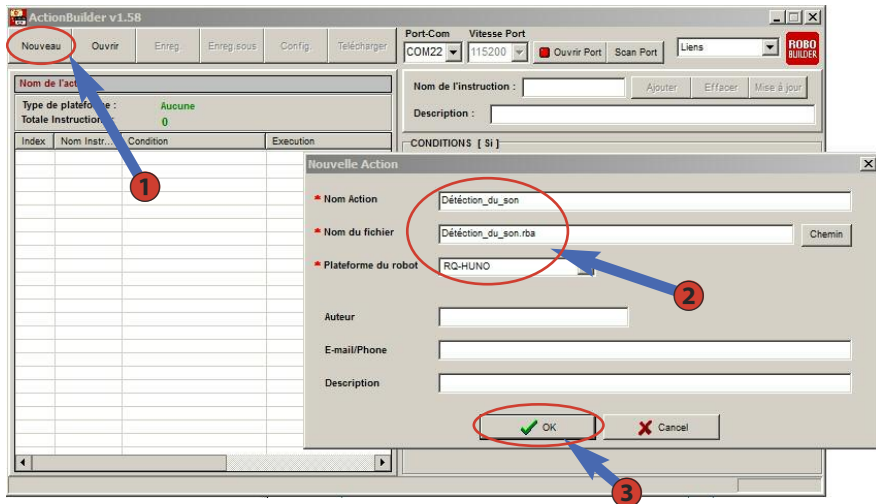 ActionBuilder v1.58
Nouveau Ouvrir Enreg. Enreg.sous Config. Telécharger
Port-Com Vitesse Port
COM22 115200 Ouvrir Port Scan Port Liens ROBO BUILDER
Nom de l'act
Type de plateforme : Aucune
Totale Instruction : 0
Nom de l'instruction : Ajouter Effacer Mise à jour
Description :
Index Nom Instr... Condition Execution
CONDITIONS [ Si ]
Nouvelle Action
* Nom Action Détéction_du_son
* Nom du fichier Détéction_du_son.rba Chemin
* Plateforme du robot RQ-HUNO
Auteur
E-mail/Phone
Description
OK Cancel
1
2
3